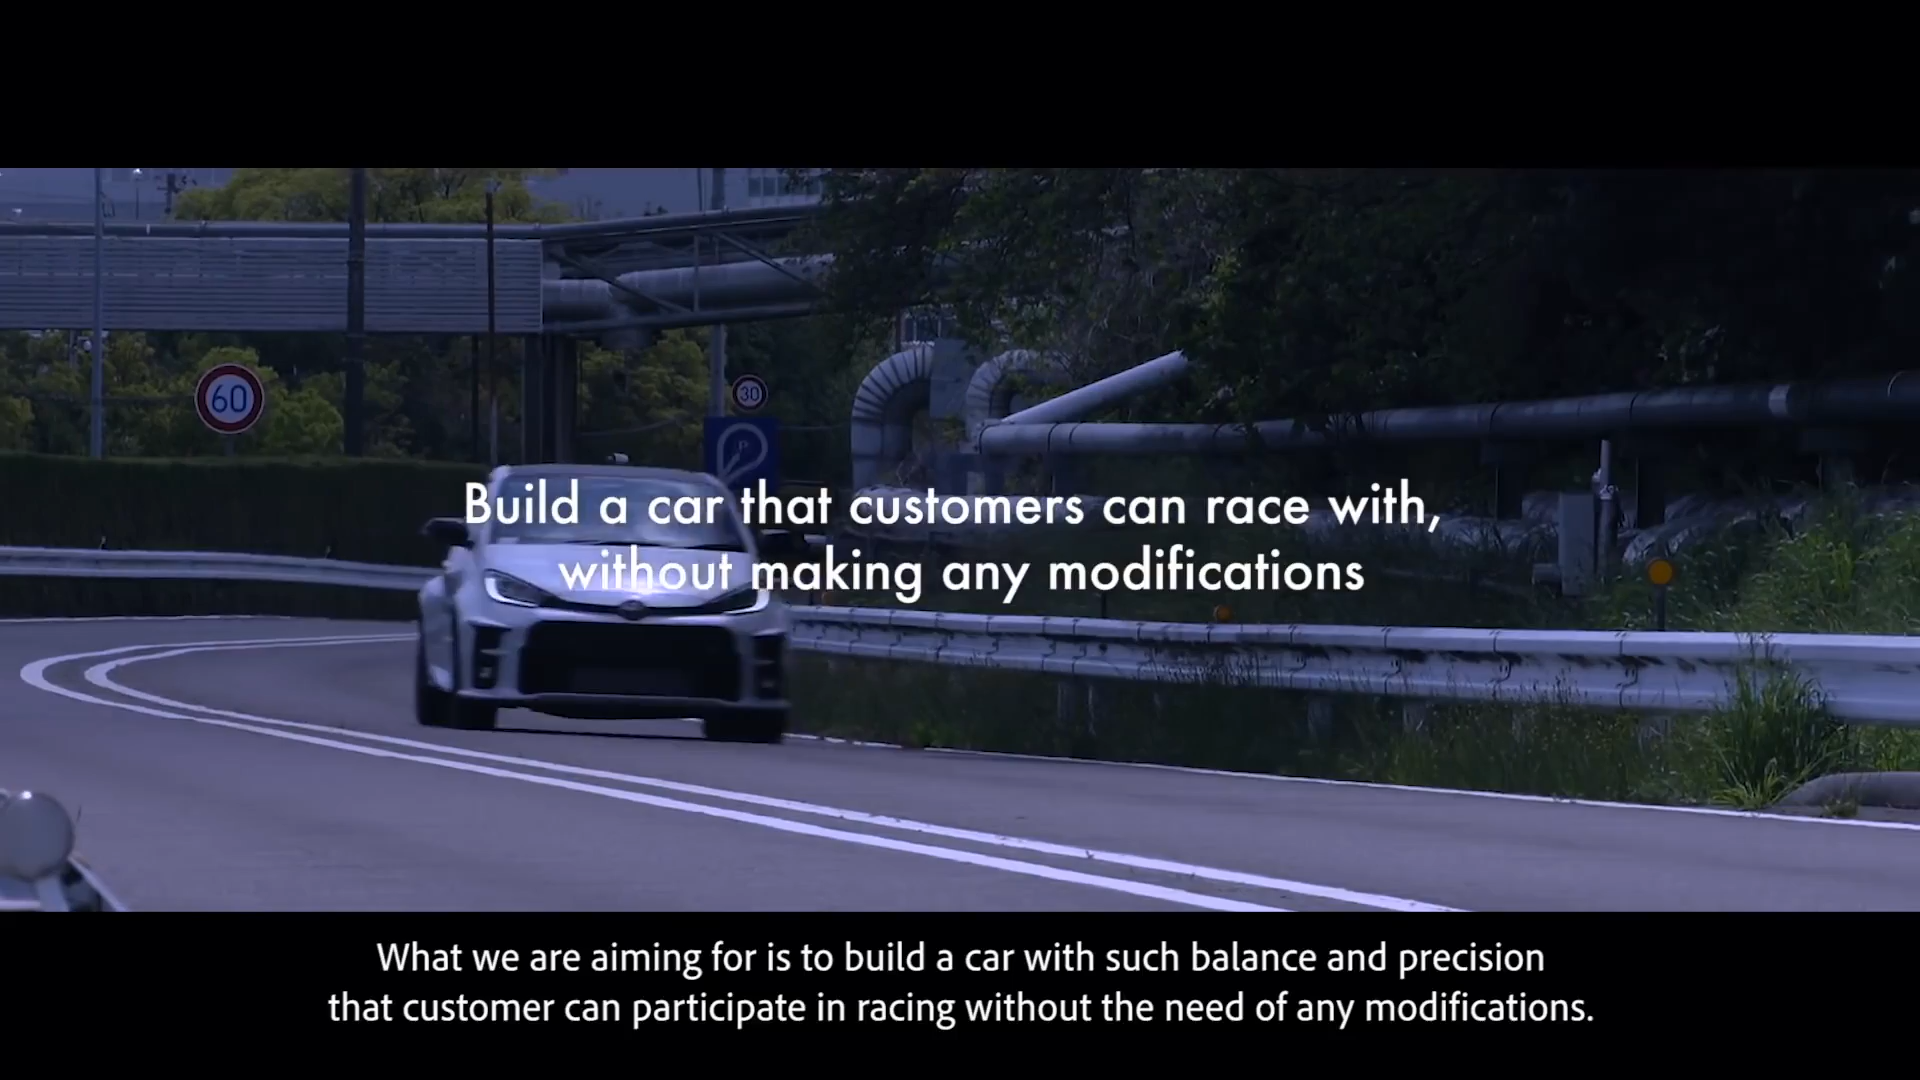 60
30
P
Build a car that customers can race with,
without making any modifications
What we are aiming for is to build a car with such balance and precision
that customer can participate in racing without the need of any modifications.